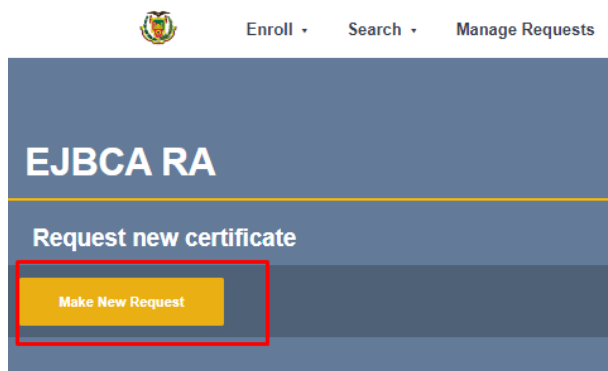 Enroll Search Manage Requests
EJBCA RA
Request new certificate
Make New Request